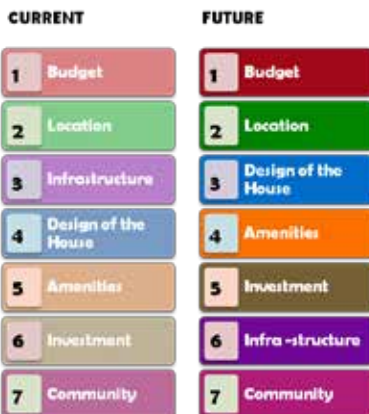 CURRENT
1 Budget
2 Location
3 Infrastructure
4 Design of the
House
5 Amenities
6 Investment
7 Community
FUTURE
1 Budget
2 Location
3 Design of the
House
4 Amenities
5 Investment
6 Infra-structure
7 Community